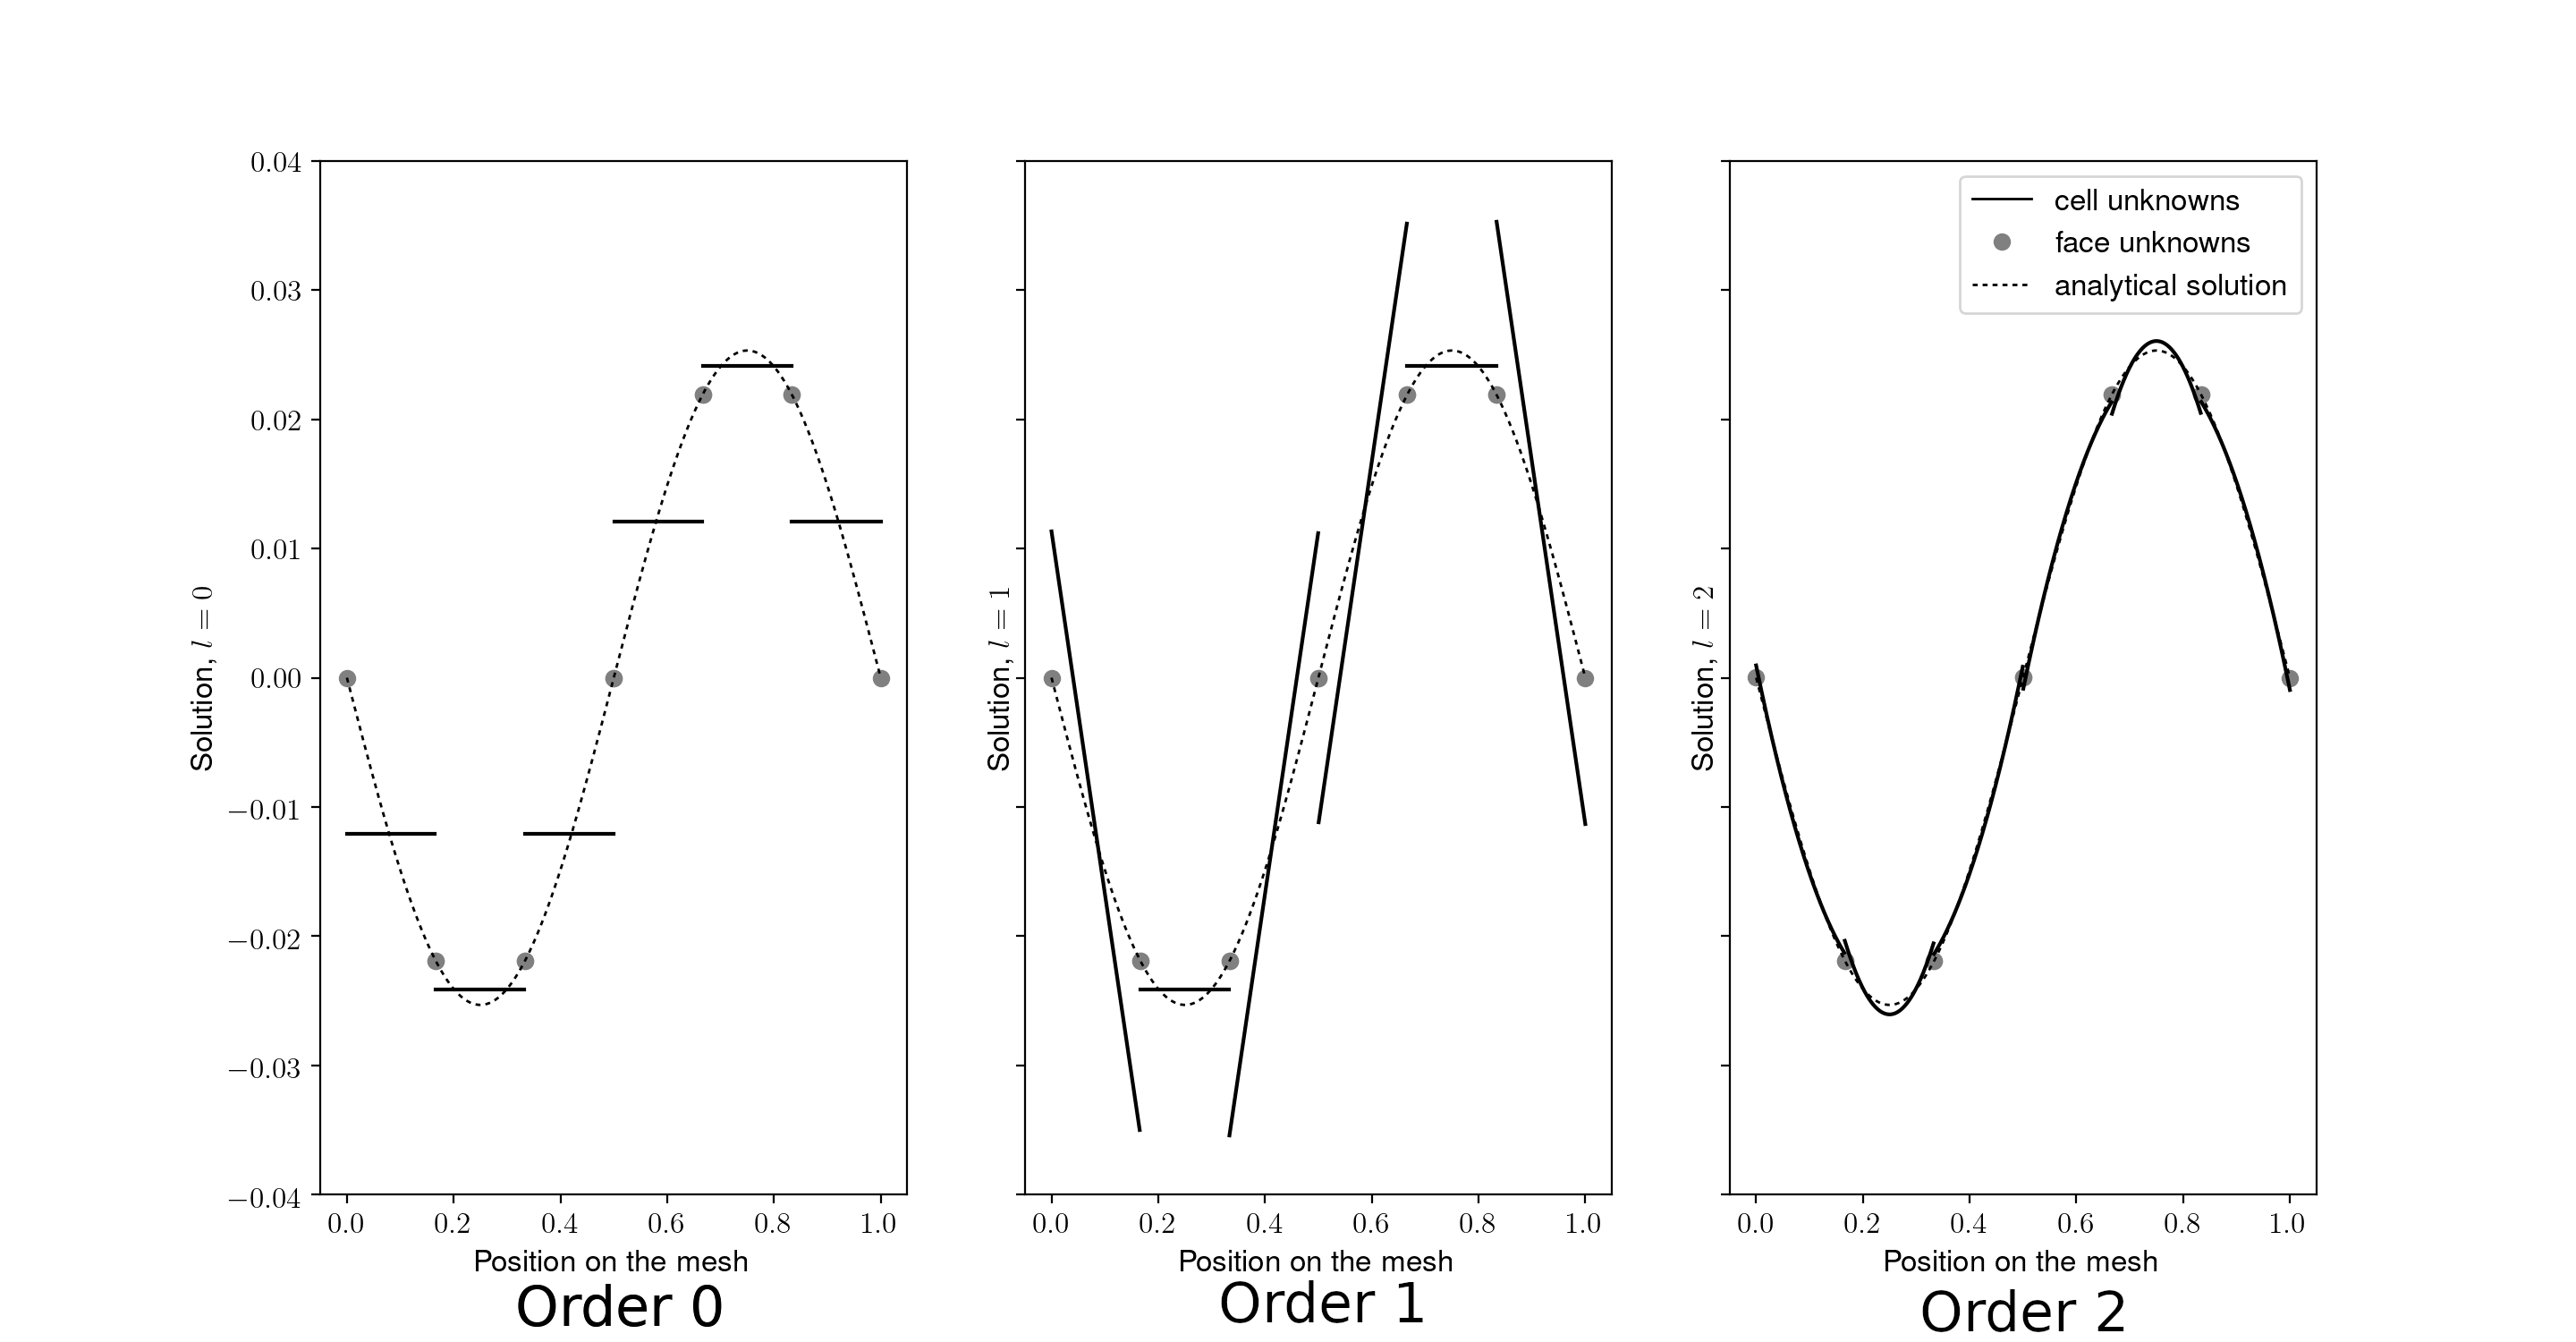 0.04
0.03
0.02
0.01
0.00
−0.01
−0.02
−0.03
−0.04
Solution, l = 0
0.0 0.2 0.4 0.6 0.8 1.0
Position on the mesh
Order 0
Solution, l = 1
0.0 0.2 0.4 0.6 0.8 1.0
Position on the mesh
Order 1
cell unknowns
face unknowns
analytical solution
Solution, l = 2
0.0 0.2 0.4 0.6 0.8 1.0
Position on the mesh
Order 2